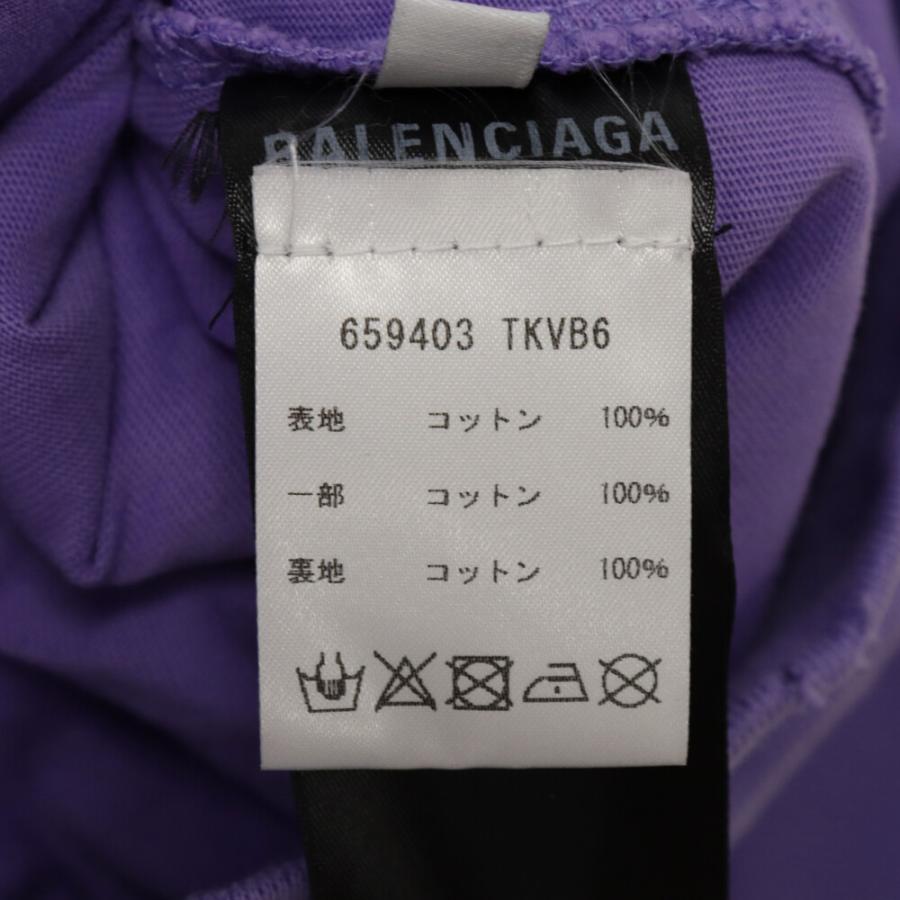 BALENCIAGA
659403 TKVB6
表地 コットン 100%
一部 コットン 100%
裏地 コットン 100%